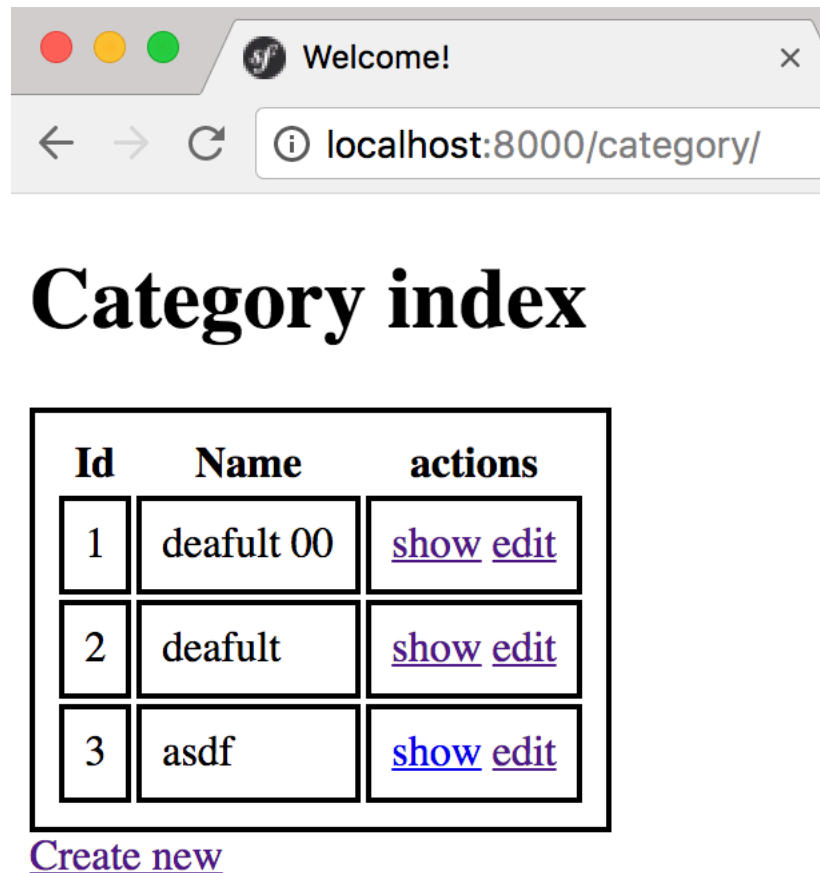 sf Welcome!
localhost:8000/category/
Category index
Id Name actions
1 deafult 00 show edit
2 deafult show edit
3 asdf show edit
Create new